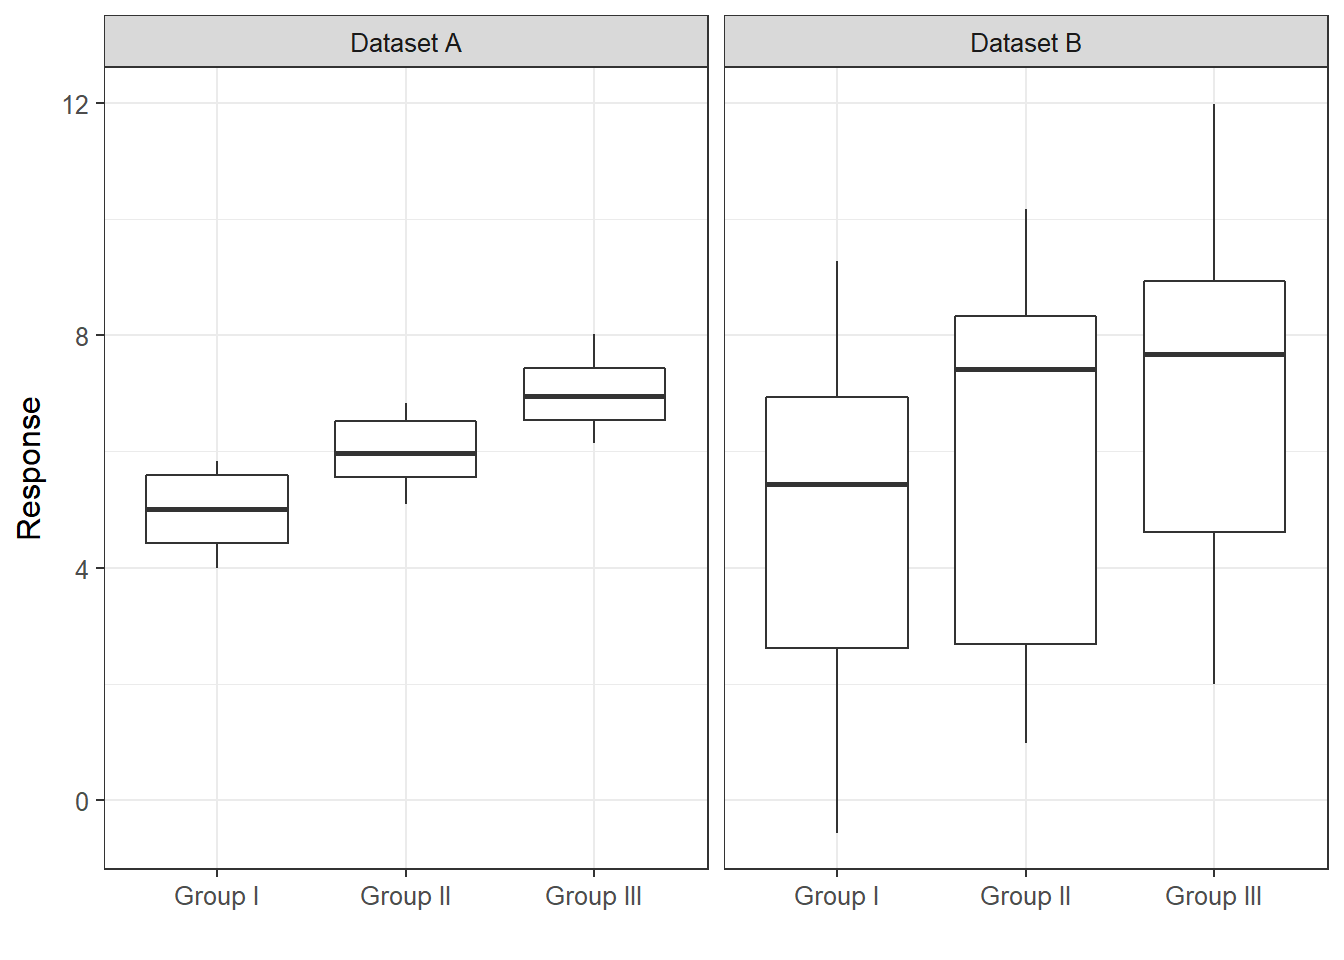 Dataset A
Dataset B
Response
12
8
4
0
Group I
Group II
Group III
Group I
Group II
Group III